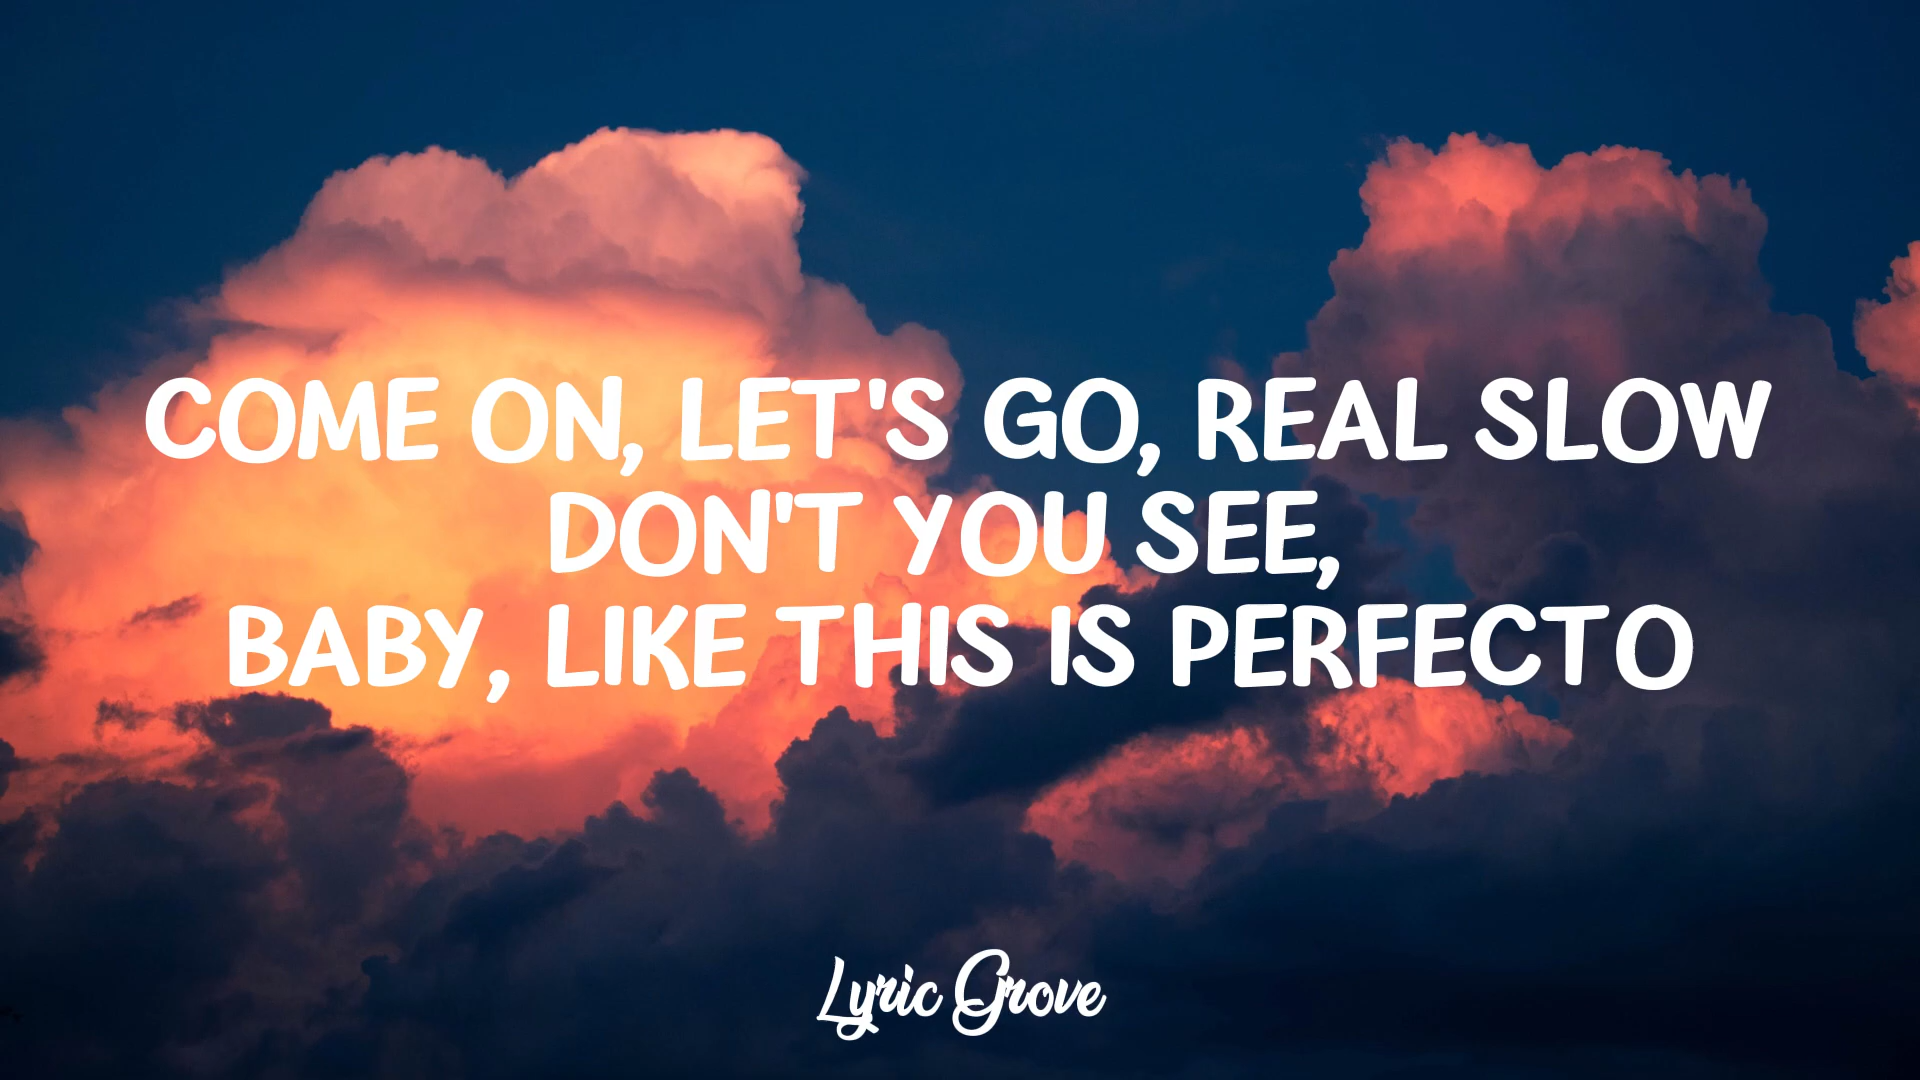 COME ON, LET'S GO, REAL SLOW
DON'T YOU SEE,
BABY, LIKE THIS IS PERFECTO
Lyric Grove